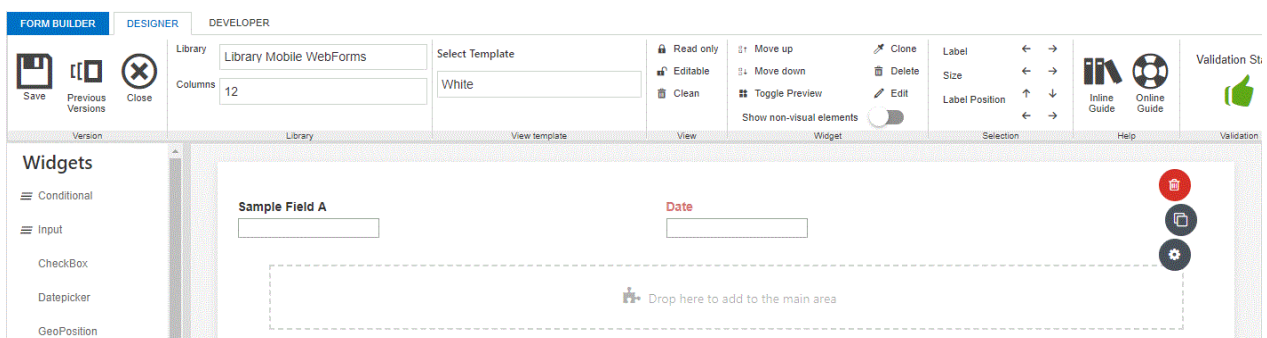 FORM BUILDER DESIGNER DEVELOPER
Library Library Mobile WebForms
Columns 12
Save Previous Versions Close
Version
Library
Select Template
White
View template
Read only
Editable
Clean
View
Move up Clone
Move down Delete
Toggle Preview Edit
Show non-visual elements
Widget
Label
Size
Label Position
Selection
Inline Guide Online Guide
Help
Validation Sta
Validation
Widgets
Conditional
Input
CheckBox
Datepicker
GeoPosition
Sample Field A Date
Drop here to add to the main area